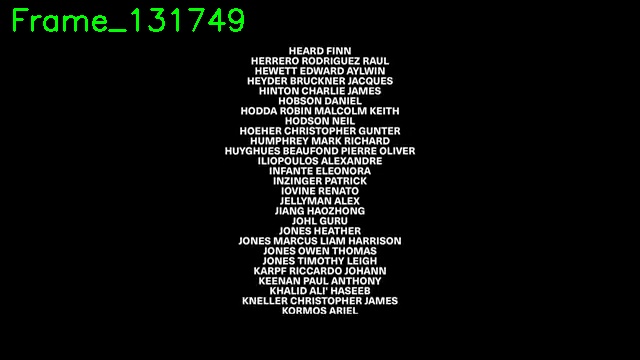 Frame_131749
HEARD FINN
HERRERO RODRIGUEZ RAUL
HEWETT EDWARD AYLWIN
HEYDER BRUCKNER JACQUES
HINTON CHARLIE JAMES
HOBSON DANIEL
HODDA ROBIN MALCOLM KEITH
HODSON NEIL
HOEHER CHRISTOPHER GUNTER
HUMPHREY MARK RICHARD
HUYGHUES BEAUFOND PIERRE OLIVER
ILIOPOULOS ALEXANDRE
INFANTE ELEONORA
INZINGER PATRICK
IOVINE RENATO
JELLYMAN ALEX
JIANG HAOZHONG
JOHL GURU
JONES HEATHER
JONES MARCUS LIAM HARRISON
JONES OWEN THOMAS
JONES TIMOTHY LEIGH
KARPF RICCARDO JOHANN
KEENAN PAUL ANTHONY
KHALID ALI' HASEEB
KNELLER CHRISTOPHER JAMES
KORMOS ARIEL